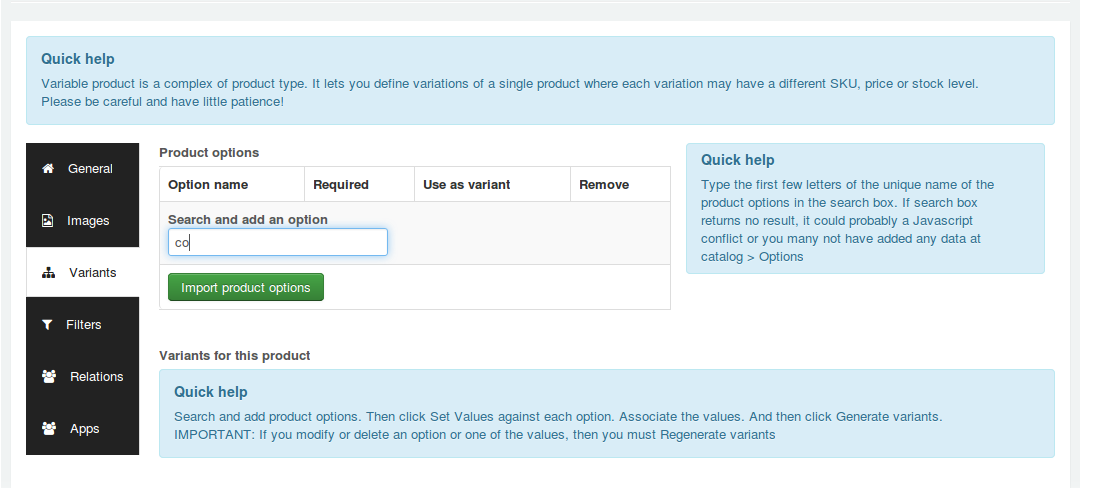 Quick help
Variable product is a complex of product type. It lets you define variations of a single product where each variation may have a different SKU, price or stock level.
Please be careful and have little patience!
General
Images
Variants
Filters
Relations
Apps
Product options
Option name Required Use as variant Remove
Search and add an option
co
Import product options
Quick help
Type the first few letters of the unique name of the
product options in the search box. If search box
returns no result, it could probably a Javascript
conflict or you many not have added any data at
catalog > Options
Variants for this product
Quick help
Search and add product options. Then click Set Values against each option. Associate the values. And then click Generate variants.
IMPORTANT: If you modify or delete an option or one of the values, then you must Regenerate variants